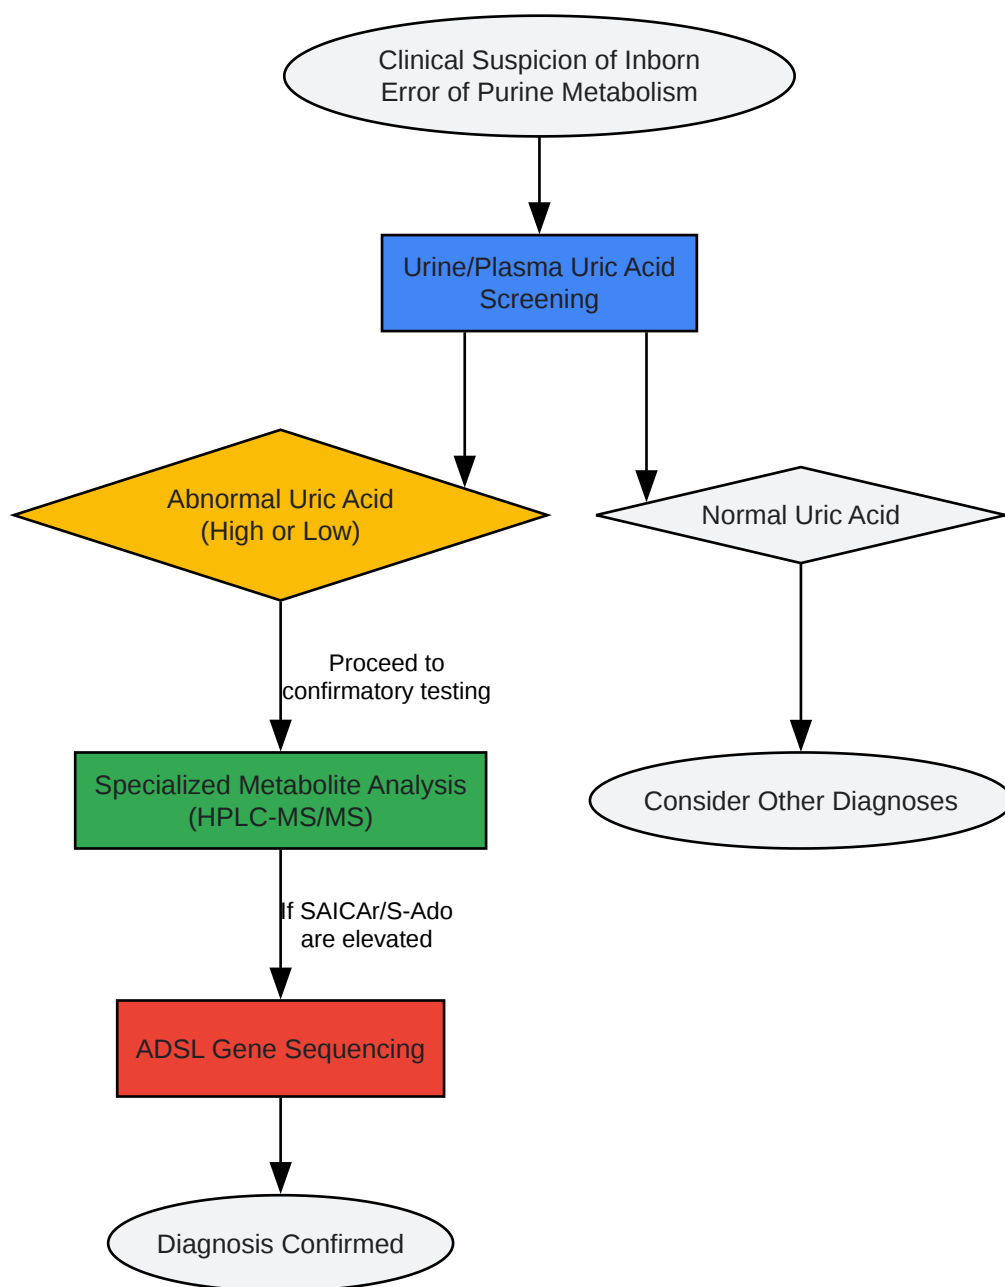 Clinical Suspicion of Inborn
Error of Purine Metabolism
Urine/Plasma Uric Acid
Screening
Abnormal Uric Acid
(High or Low)
Normal Uric Acid
Proceed to
confirmatory testing
Specialized Metabolite Analysis
(HPLC-MS/MS)
Consider Other Diagnoses
If SAICAr/S-Ado
are elevated
ADSL Gene Sequencing
Diagnosis Confirmed